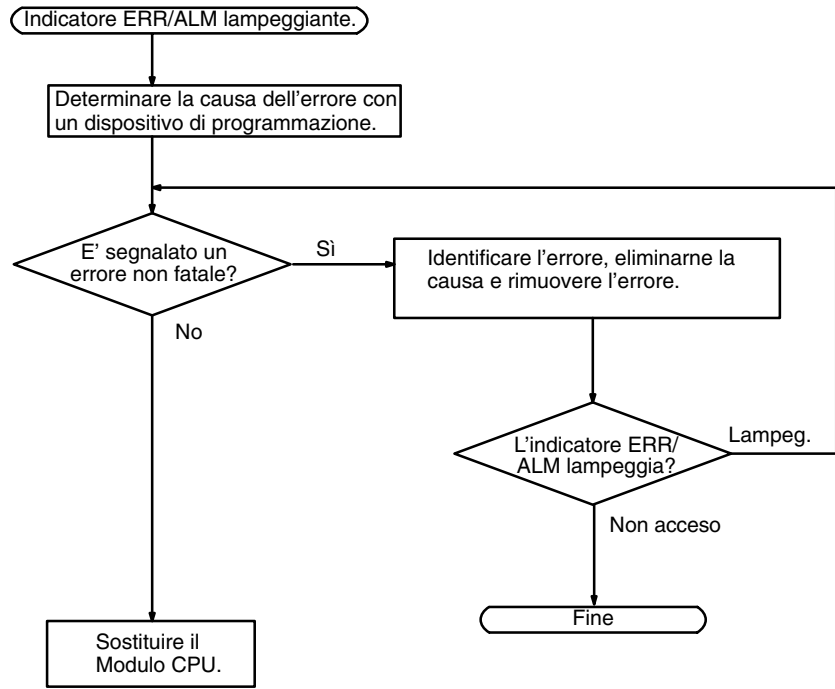 Indicatore ERR/ALM lampeggiante.
Determinare la causa dell'errore con
un dispositivo di programmazione.
E' segnalato un
errore non fatale?
Sì
Identificare l'errore, eliminarne la
causa e rimuovere l'errore.
No
L'indicatore ERR/
ALM lampeggia?
Lampeg.
Non acceso
Fine
Sostituire il
Modulo CPU.